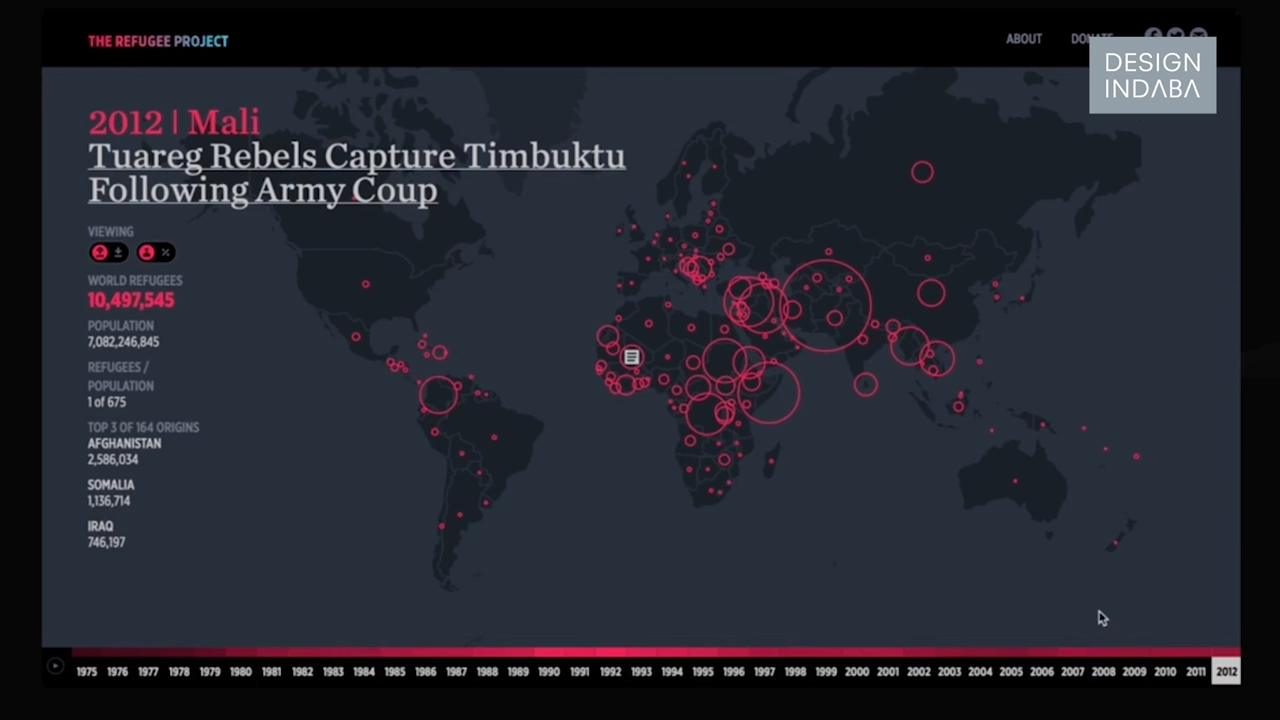 THE REFUGEE PROJECT
ABOUT
DONATE
DESIGN
INDABA
2012 | Mali
Tuareg Rebels Capture Timbuktu
Following Army Coup
VIEWING
%
WORLD REFUGEES
10,497,545
POPULATION
7,082,246,845
REFUGEES /
POPULATION
1 of 675
TOP 3 OF 164 ORIGINS
AFGHANISTAN
2,586,034
SOMALIA
1,136,714
IRAQ
746,197
1975 1976 1977 1978 1979 1980 1981 1982 1983 1984 1985 1986 1987 1988 1989 1990 1991 1992 1993 1994 1995 1996 1997 1998 1999 2000 2001 2002 2003 2004 2005 2006 2007 2008 2009 2010 2011 2012